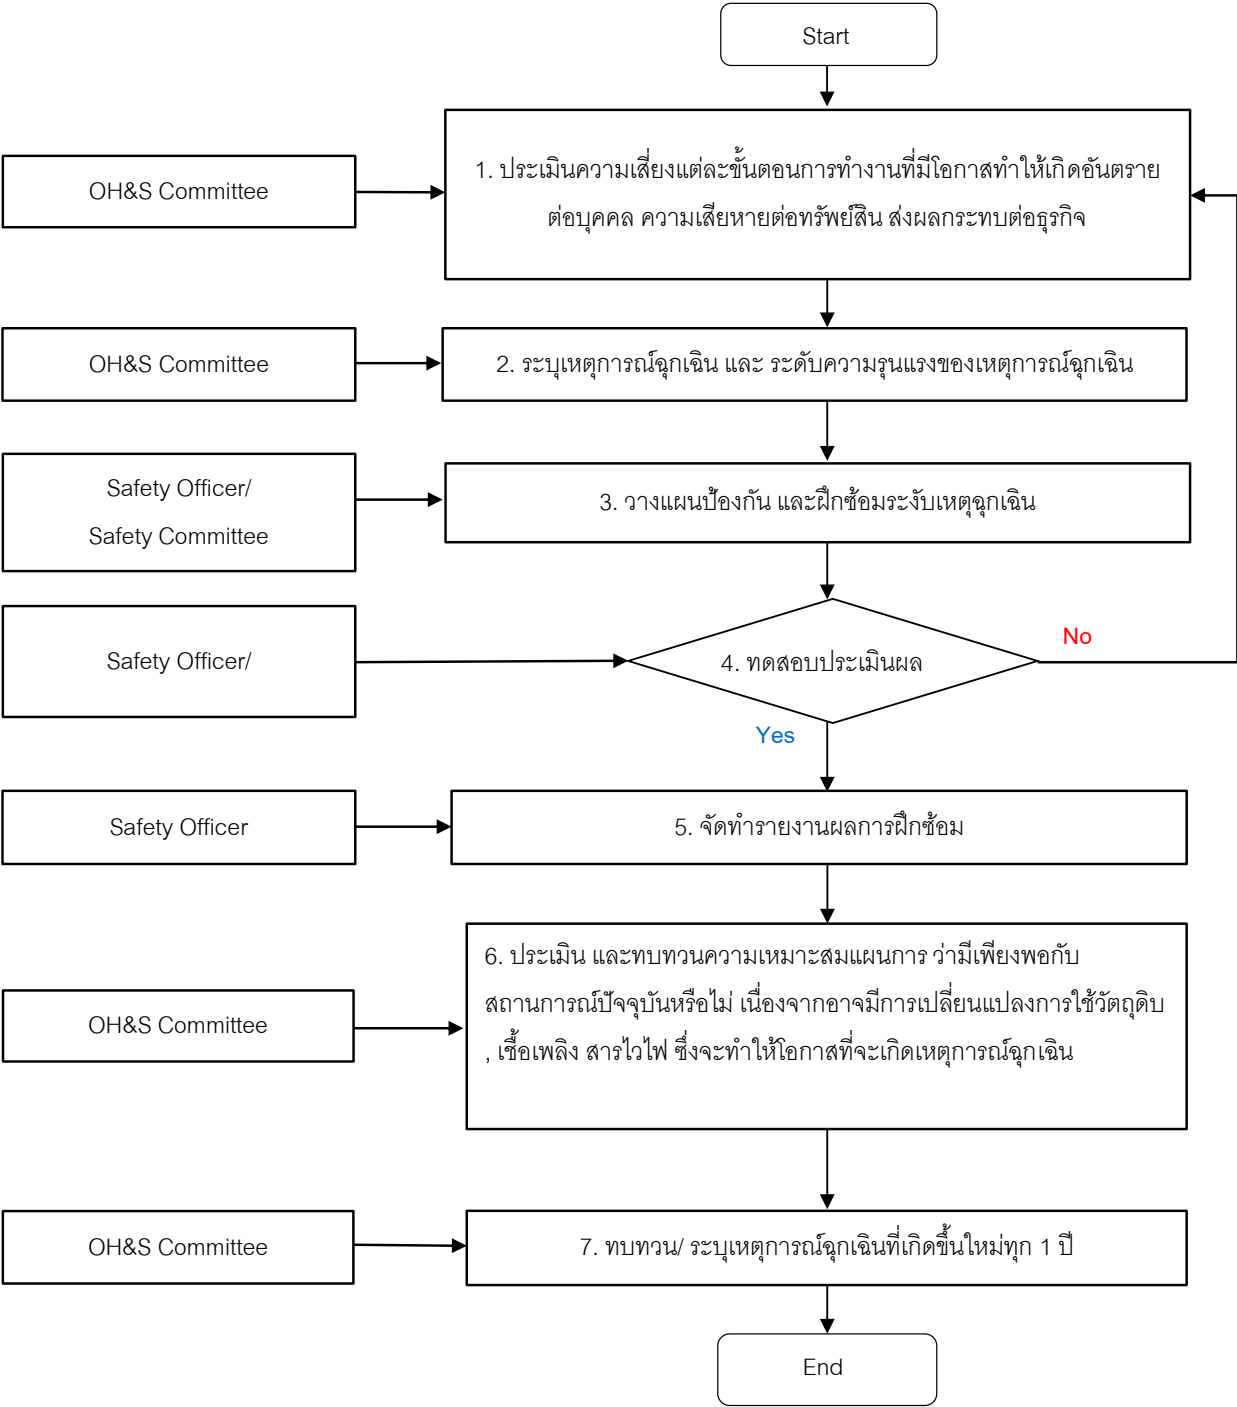 Start
OH&S Committee
1. ประเมินความเสี่ยงแต่ละขั้นตอนการทำงานที่มีโอกาสทำให้เกิดอันตราย
ต่อบุคคล ความเสียหายต่อทรัพย์สิน ส่งผลกระทบต่อธุรกิจ
OH&S Committee
2. ระบุเหตุการณ์ฉุกเฉิน และ ระดับความรุนแรงของเหตุการณ์ฉุกเฉิน
Safety Officer/
Safety Committee
3. วางแผนป้องกัน และฝึกซ้อมระงับเหตุฉุกเฉิน
Safety Officer/
4. ทดสอบประเมินผล
No
Yes
Safety Officer
5. จัดทำรายงานผลการฝึกซ้อม
OH&S Committee
6. ประเมิน และทบทวนความเหมาะสมแผนการ ว่ามีเพียงพอกับ
สถานการณ์ปัจจุบันหรือไม่ เนื่องจากอาจมีการเปลี่ยนแปลงการใช้วัตถุดิบ
, เชื้อเพลิง สารไวไฟ ซึ่งจะทำให้โอกาสที่จะเกิดเหตุการณ์ฉุกเฉิน
OH&S Committee
7. ทบทวน/ ระบุเหตุการณ์ฉุกเฉินที่เกิดขึ้นใหม่ทุก 1 ปี
End